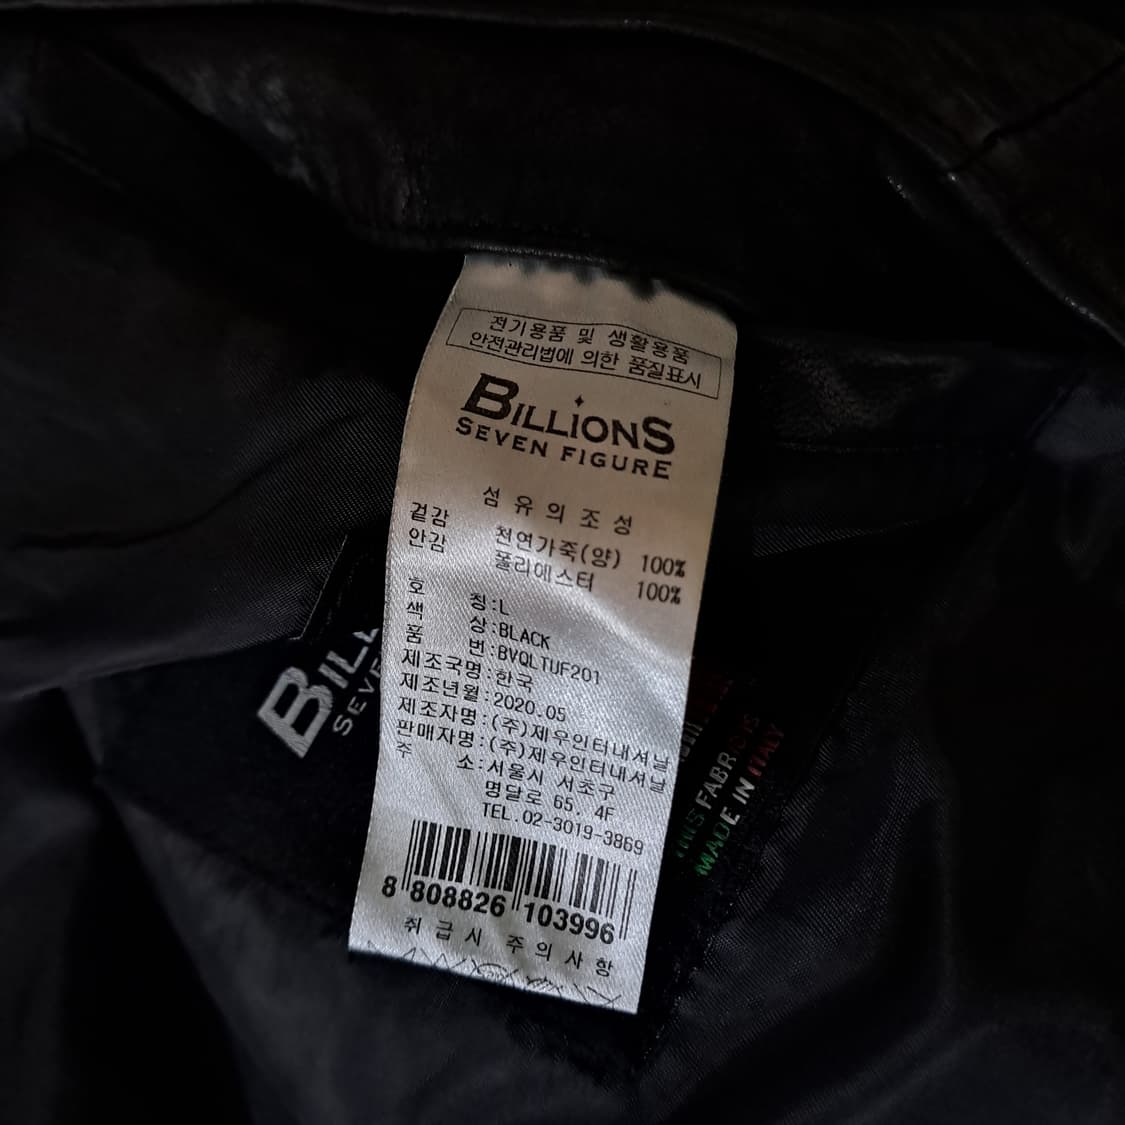 전기용품 및 생활용품
안전관리법에 의한 품질표시
BILLIONS
SEVEN FIGURE
섬유의조성
겉감 천연가죽(양) 100%
안감 폴리에스터 100%
호 칭:L
색 상:BLACK
품 번:BVQLTUF201
제조국명:한국
제조년월:2020.05
제조자명:(주)제우인터내셔날
판매자명:(주)제우인터내셔날
주 소:서울시 서초구
명달로 65. 4F
TEL.02-3019-3869
8 808826 103996
취급시 주의사항
BILL
SEVE
FABR
MADE IN ITALY